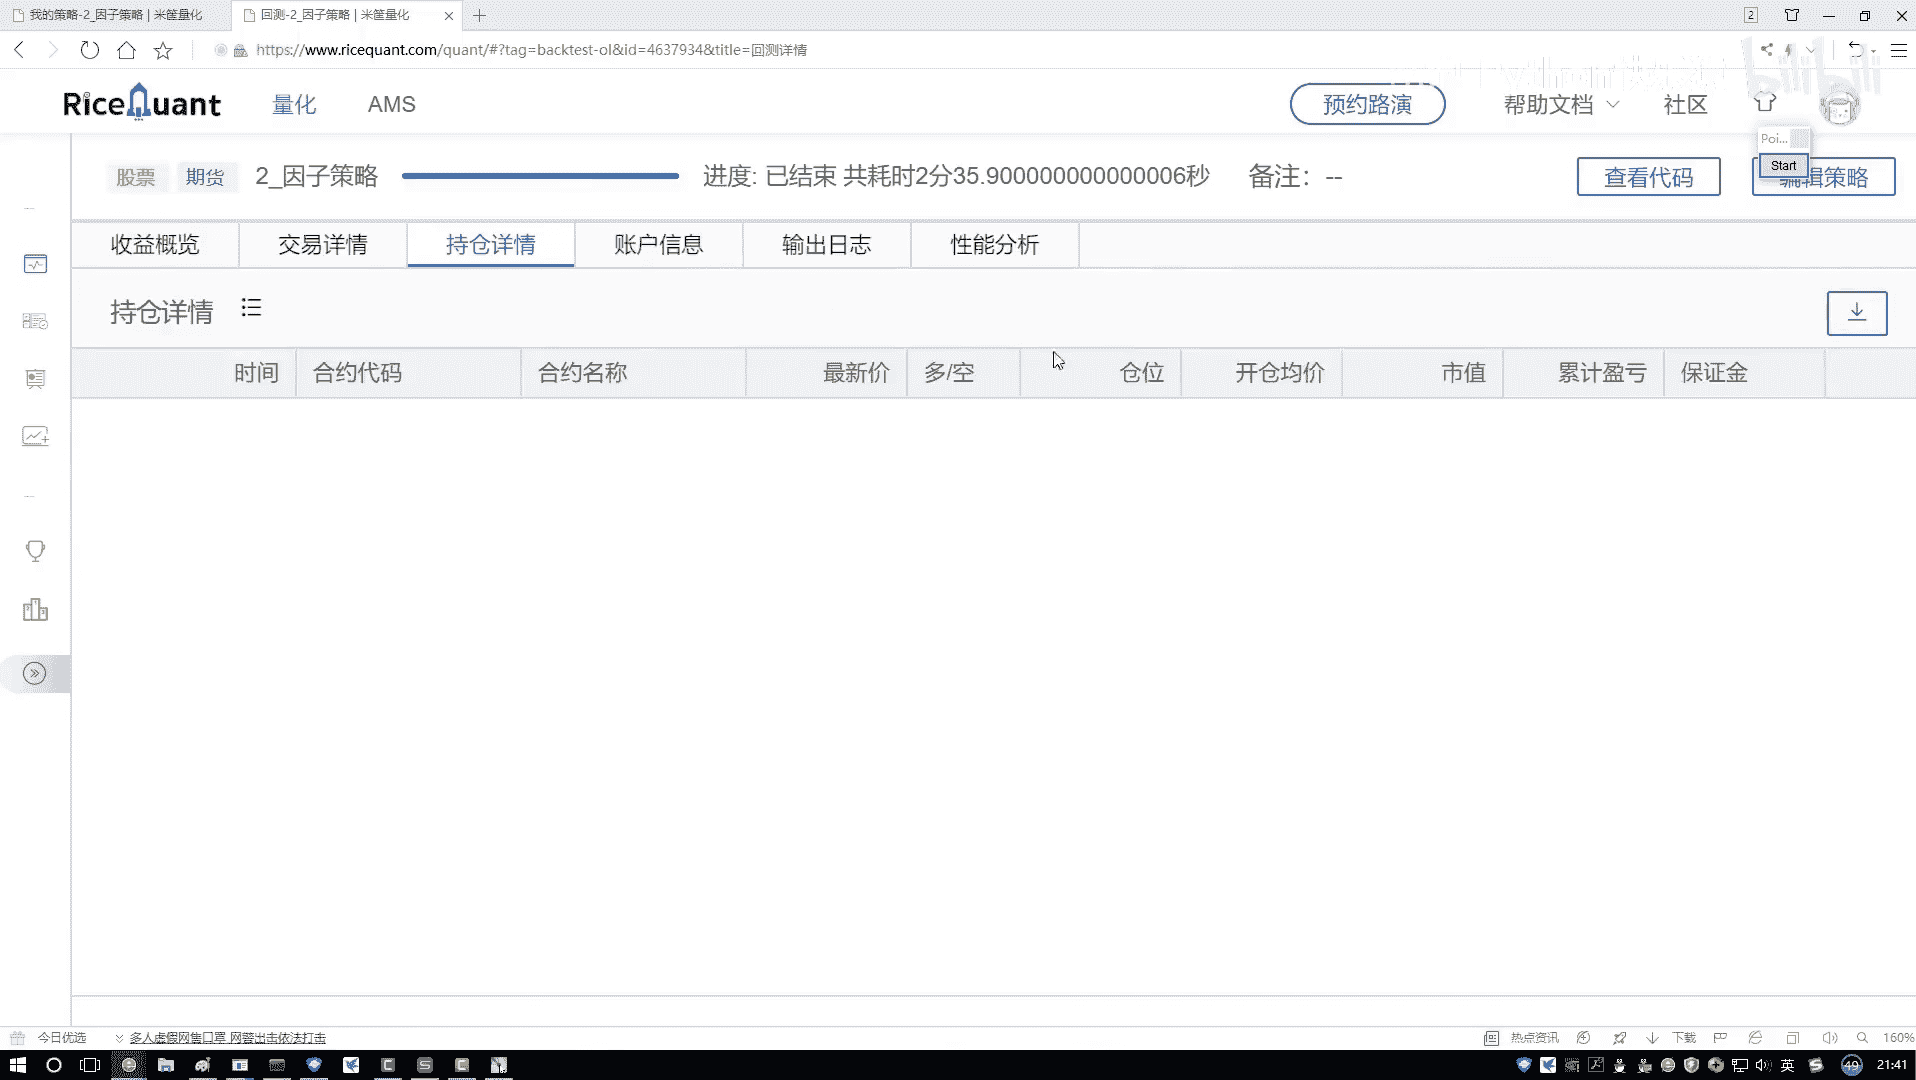 我的策略-2_因子策略 | 米筐量化
回测-2_因子策略 | 米筐量化
2
https://www.ricequant.com/quant/#?tag=backtest-ol&id=4637934&title=回测详情
bilibili
RiceQuant
量化
AMS
预约路演
帮助文档
社区
Poi...
Start
股票
期货
2_因子策略
进度: 已结束 共耗时2分35.900000000000006秒
备注: --
查看代码
编辑策略
收益概览
交易详情
持仓详情
账户信息
输出日志
性能分析
持仓详情
时间
合约代码
合约名称
最新价
多/空
仓位
开仓均价
市值
累计盈亏
保证金
今日优选
多人虚假网售口罩 网警出击依法打击
热点资讯
下载
160%
英
49
21:41